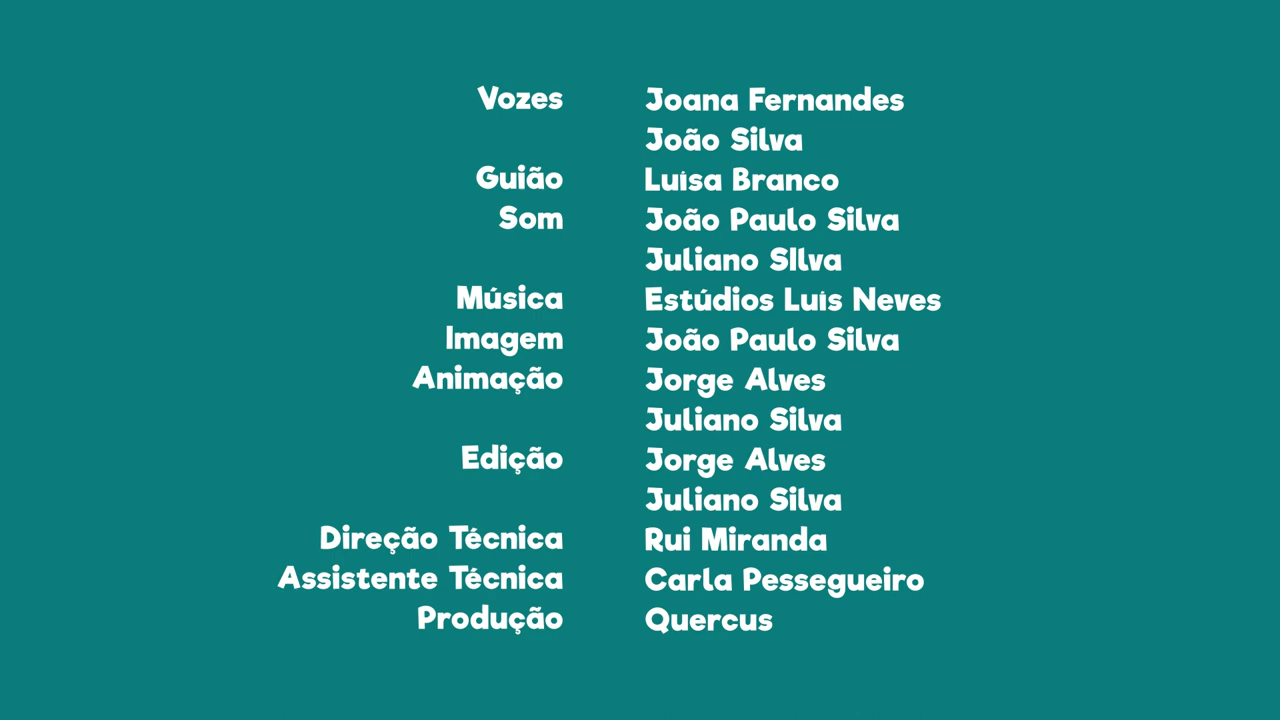 Vozes Joana Fernandes
João Silva
Guião Luísa Branco
Som João Paulo Silva
Juliano SIlva
Música Estúdios Luís Neves
Imagem João Paulo Silva
Animação Jorge Alves
Juliano Silva
Edição Jorge Alves
Juliano Silva
Direção Técnica Rui Miranda
Assistente Técnica Carla Pessegueiro
Produção Quercus